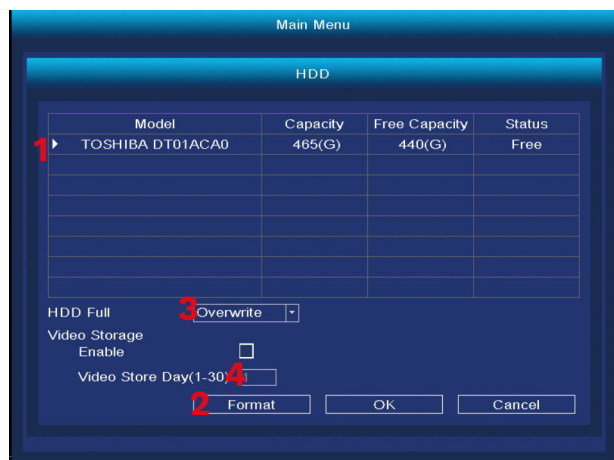 Main Menu
HDD
Model Capacity Free Capacity Status
1 TOSHIBA DT01ACA0 465(G) 440(G) Free
HDD Full 3 Overwrite
Video Storage
Enable
Video Store Day(1-30) 4
2 Format OK Cancel